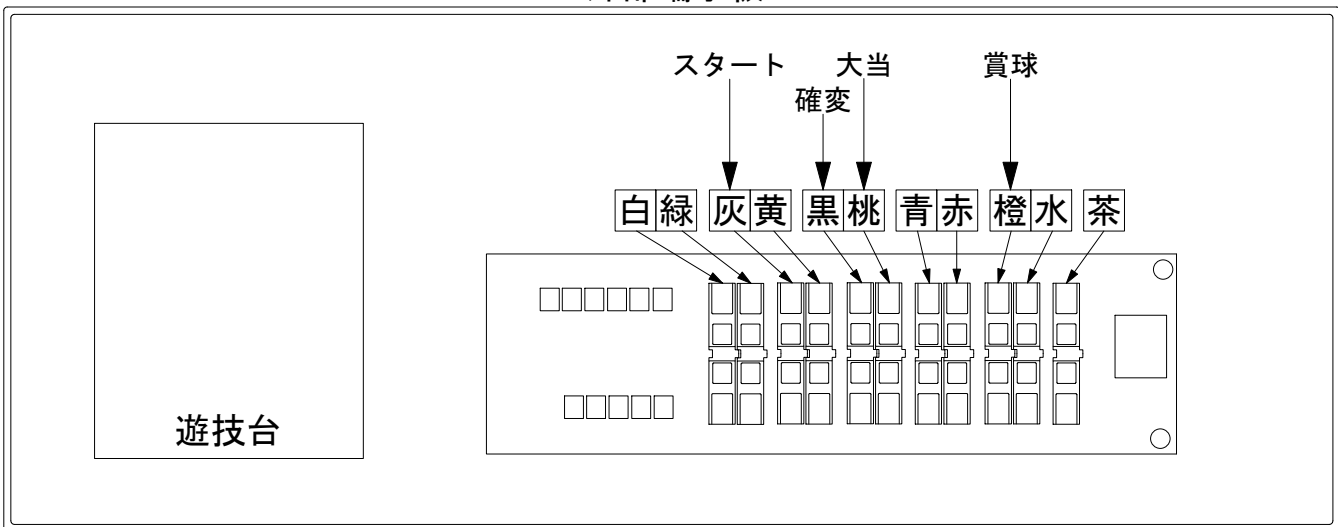 スタート 大当 賞球
確変
白 緑 灰 黄 黒 桃 青 赤 橙 水 茶
遊技台